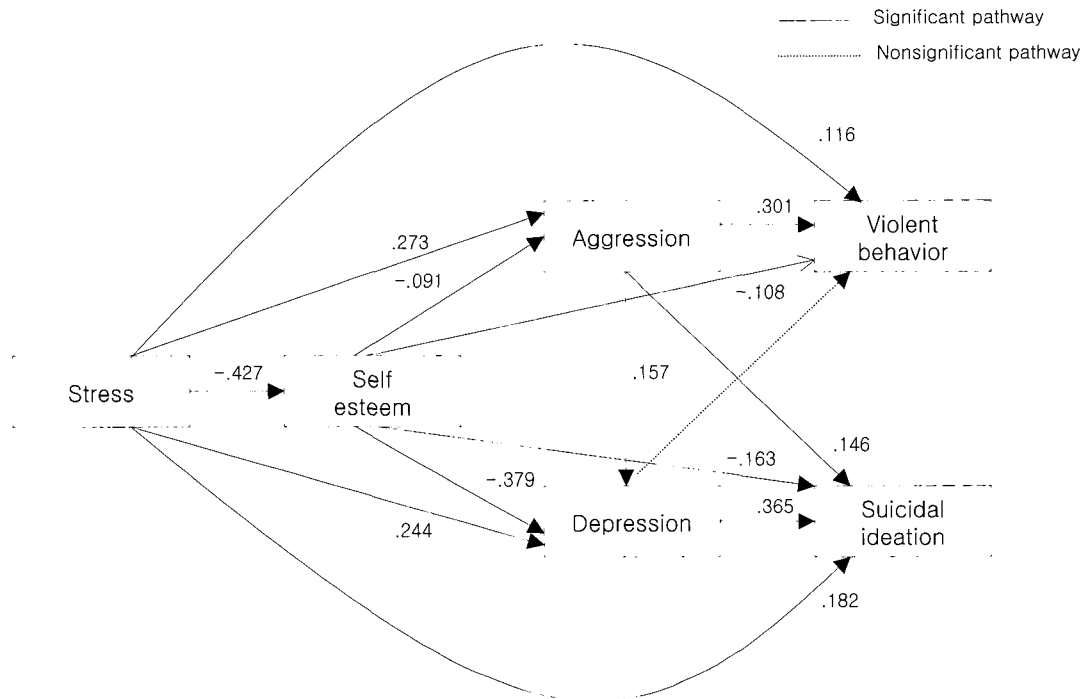 Significant pathway
Nonsignificant pathway
.116
.301
Aggression
Violent
behavior
.273
-.091
-.108
-.427
Stress
Self
esteem
.157
-.163
.146
-.379
.365
.244
Depression
Suicidal
ideation
.182